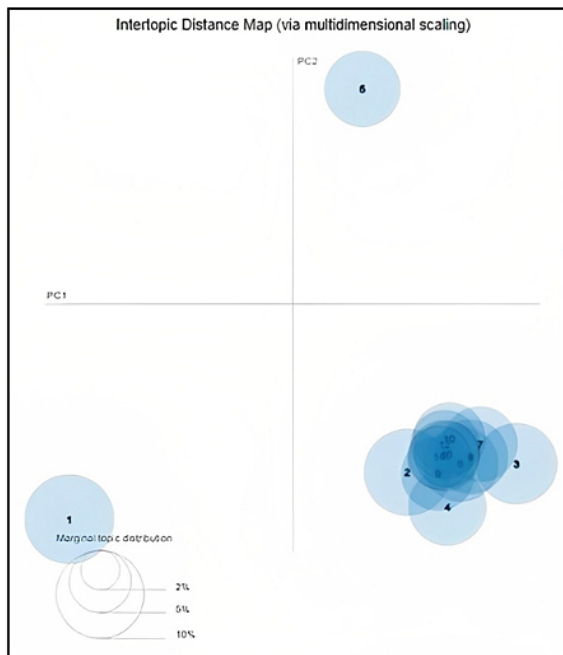 Intertopic Distance Map (via multidimensional scaling)
PC2
6
PC1
10
7
2
3
4
1
Marginal topic distribution
2%
5%
10%